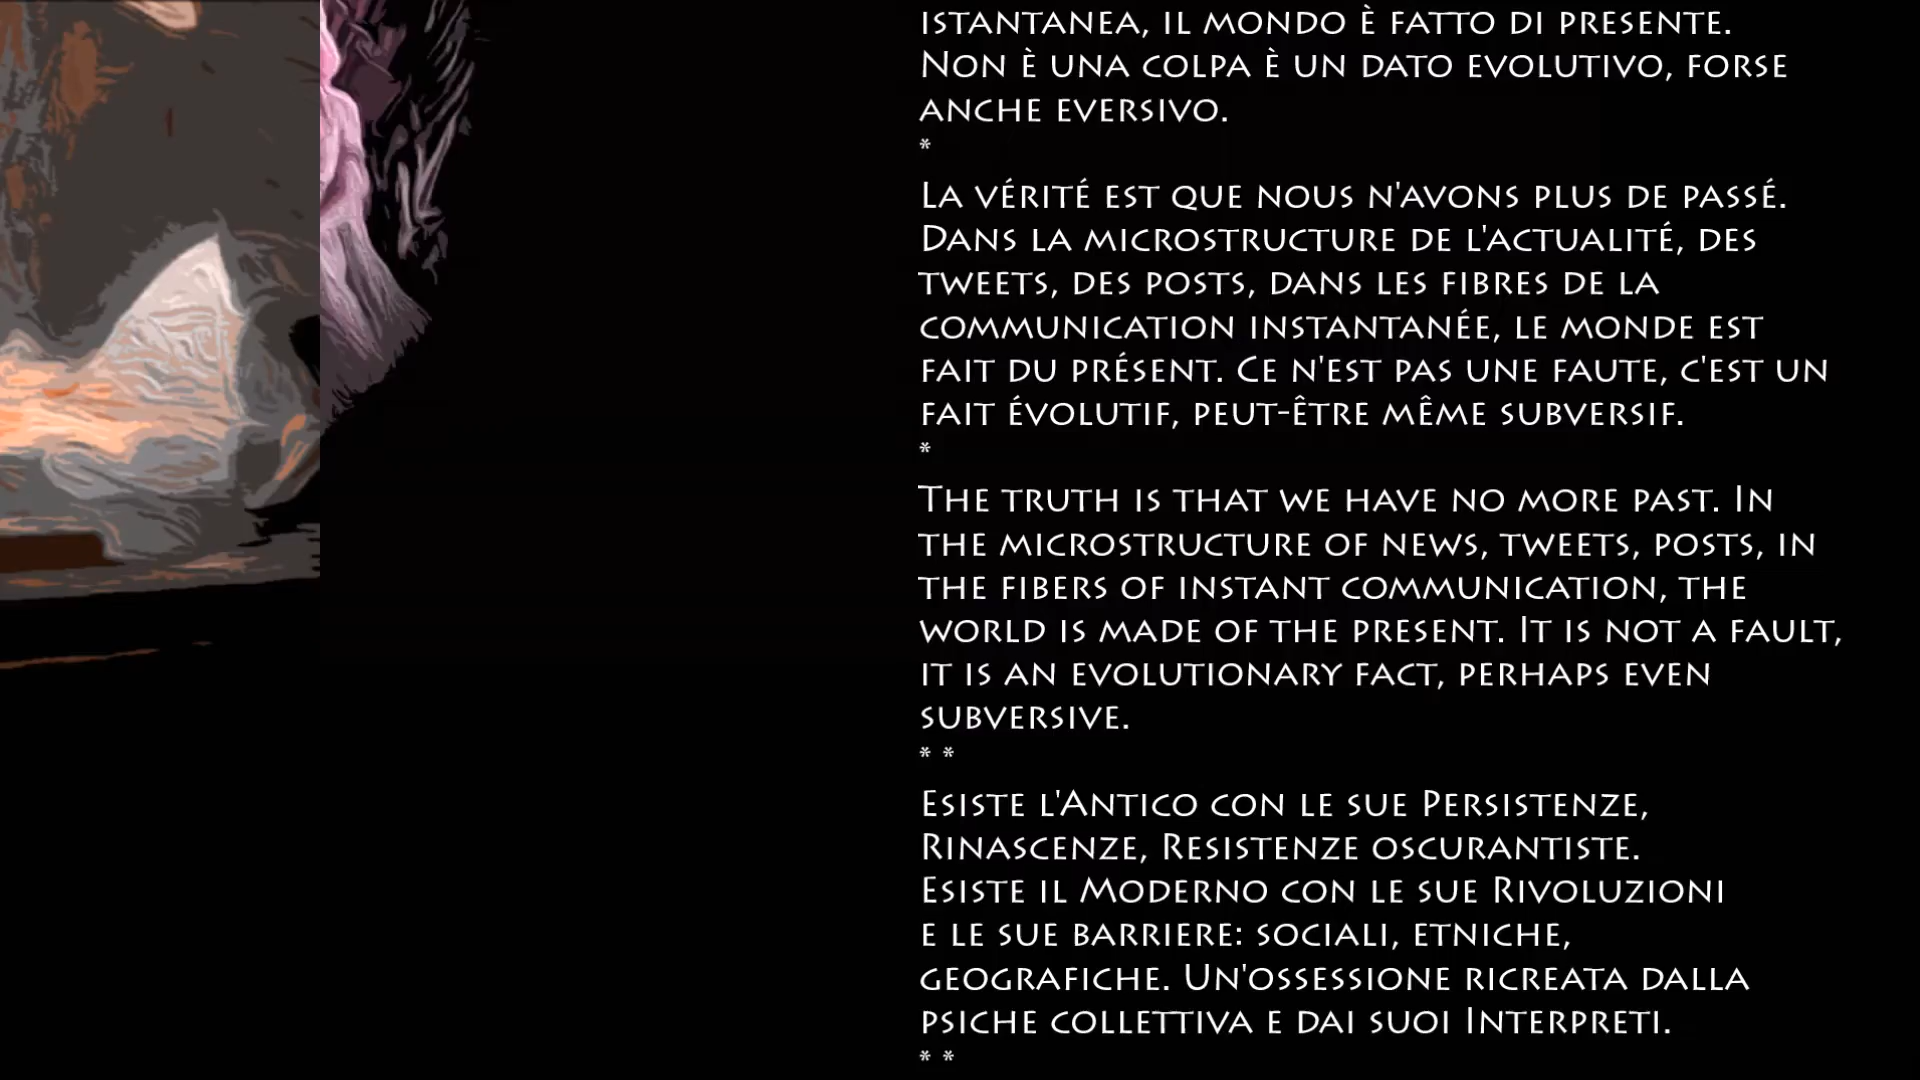 istantanea, il mondo è fatto di presente.
Non è una colpa è un dato evolutivo, forse
anche eversivo.
*
La vérité est que nous n'avons plus de passé.
Dans la microstructure de l'actualité, des
tweets, des posts, dans les fibres de la
communication instantanée, le monde est
fait du présent. Ce n'est pas une faute, c'est un
fait évolutif, peut-être même subversif.
*
The truth is that we have no more past. In
the microstructure of news, tweets, posts, in
the fibers of instant communication, the
world is made of the present. It is not a fault,
it is an evolutionary fact, perhaps even
subversive.
* *
Esiste l'Antico con le sue Persistenze,
Rinascenze, Resistenze oscurantiste.
Esiste il Moderno con le sue Rivoluzioni
e le sue barriere: sociali, etniche,
geografiche. Un'ossessione ricreata dalla
psiche collettiva e dai suoi Interpreti.
* *